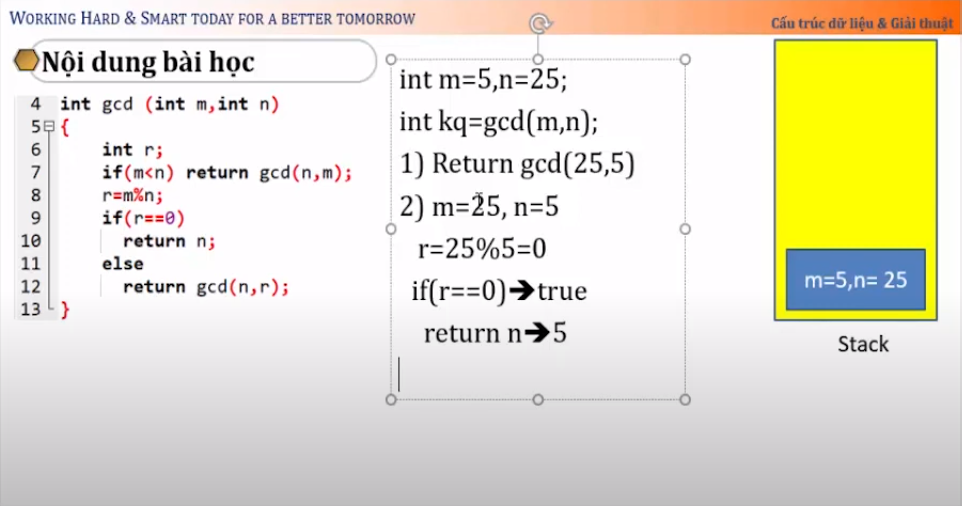 WORKING HARD & SMART TODAY FOR A BETTER TOMORROW
Cấu trúc dữ liệu & Giải thuật
Nội dung bài học
4 int gcd (int m,int n)
5 {
6 int r;
7 if(m<n) return gcd(n,m);
8 r=m%n;
9 if(r==0)
10 return n;
11 else
12 return gcd(n,r);
13 }
int m=5,n=25;
int kq=gcd(m,n);
1) Return gcd(25,5)
2) m=25, n=5
r=25%5=0
if(r==0)➔true
return n➔5
m=5,n= 25
Stack